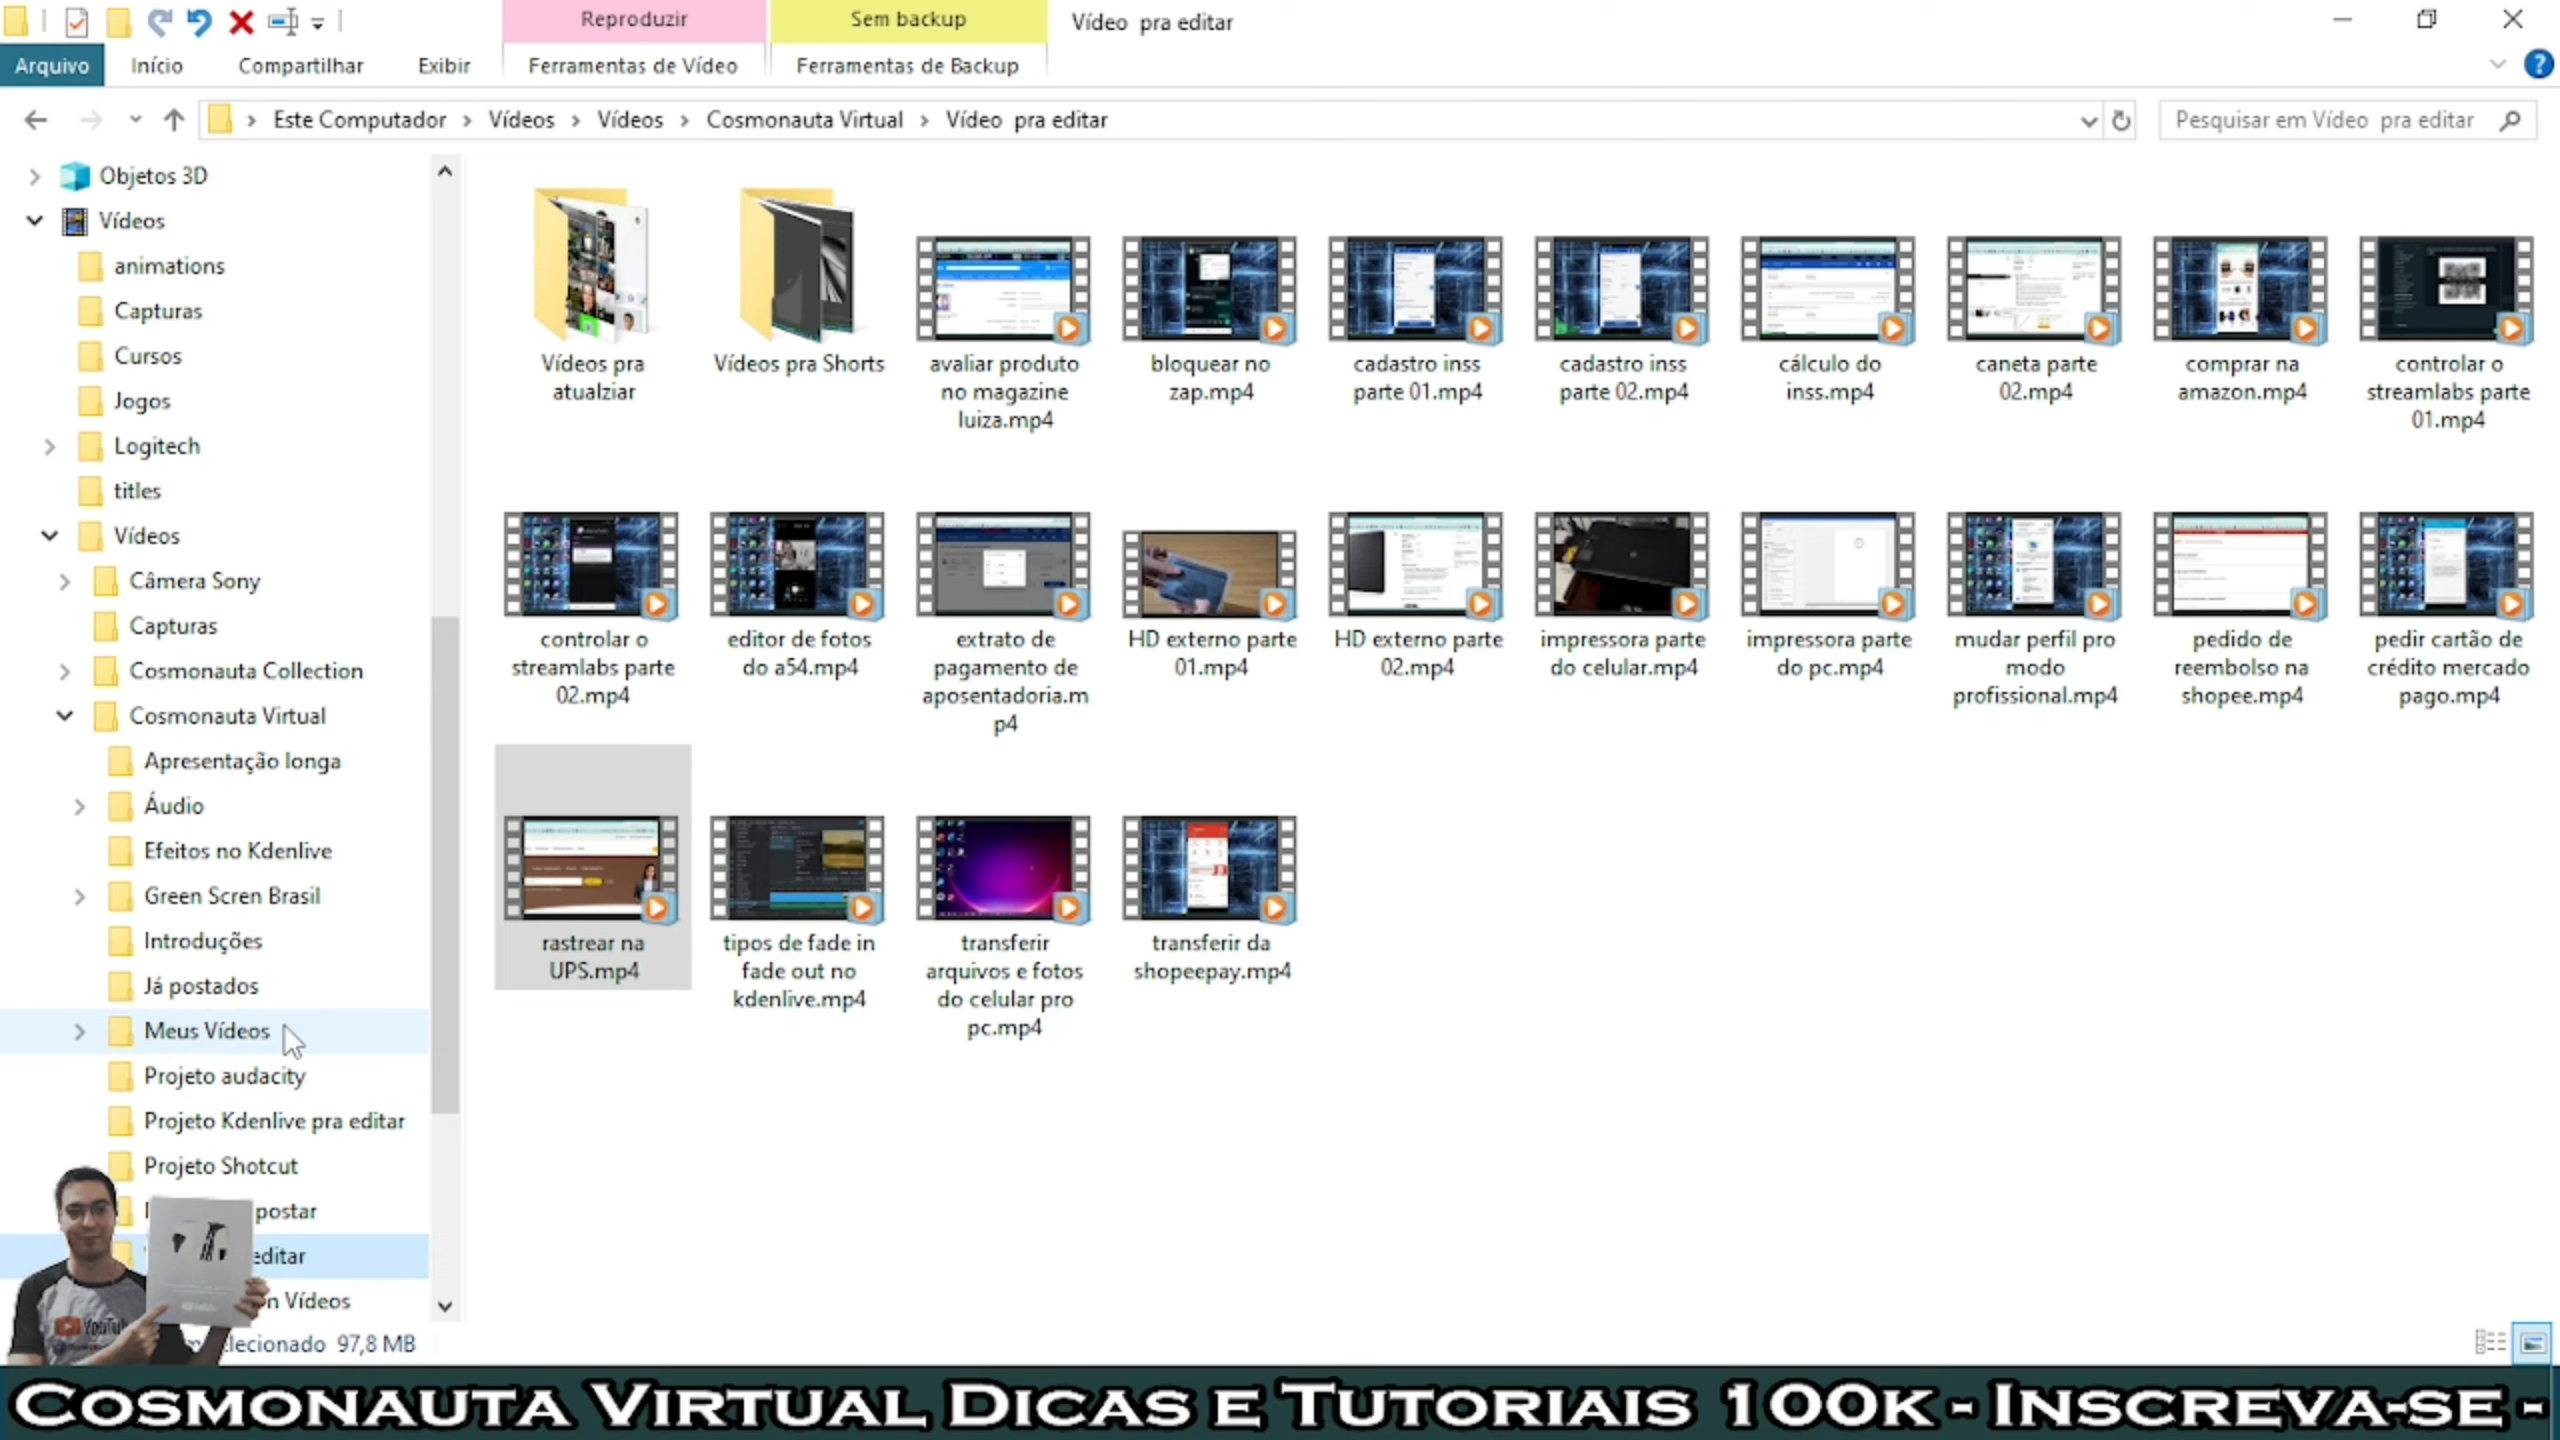 Reproduzir
Sem backup
Vídeo pra editar
Arquivo
Início
Compartilhar
Exibir
Ferramentas de Vídeo
Ferramentas de Backup
Este Computador > Vídeos > Vídeos > Cosmonauta Virtual > Vídeo pra editar
Pesquisar em Vídeo pra editar
Objetos 3D
Vídeos
animations
Capturas
Cursos
Jogos
Logitech
titles
Vídeos
Câmera Sony
Capturas
Cosmonauta Collection
Cosmonauta Virtual
Apresentação longa
Áudio
Efeitos no Kdenlive
Green Scren Brasil
Introduções
Já postados
Meus Vídeos
Projeto audacity
Projeto Kdenlive pra editar
Projeto Shotcut
postar
editar
Vídeos
97,8 MB
Vídeos pra
atualziar
Vídeos pra Shorts
avaliar produto
no magazine
luiza.mp4
bloquear no
zap.mp4
cadastro inss
parte 01.mp4
cadastro inss
parte 02.mp4
cálculo do
inss.mp4
caneta parte
02.mp4
comprar na
amazon.mp4
controlar o
streamlabs parte
01.mp4
controlar o
streamlabs parte
02.mp4
editor de fotos
do a54.mp4
extrato de
pagamento de
aposentadoria.m
p4
HD externo parte
01.mp4
HD externo parte
02.mp4
impressora parte
do celular.mp4
impressora parte
do pc.mp4
mudar perfil pro
modo
profissional.mp4
pedido de
reembolso na
shopee.mp4
pedir cartão de
crédito mercado
pago.mp4
rastrear na
UPS.mp4
tipos de fade in
fade out no
kdenlive.mp4
transferir
arquivos e fotos
do celular pro
pc.mp4
transferir da
shopeepay.mp4
Cosmonauta Virtual Dicas e Tutoriais 100k - Inscreva-se -